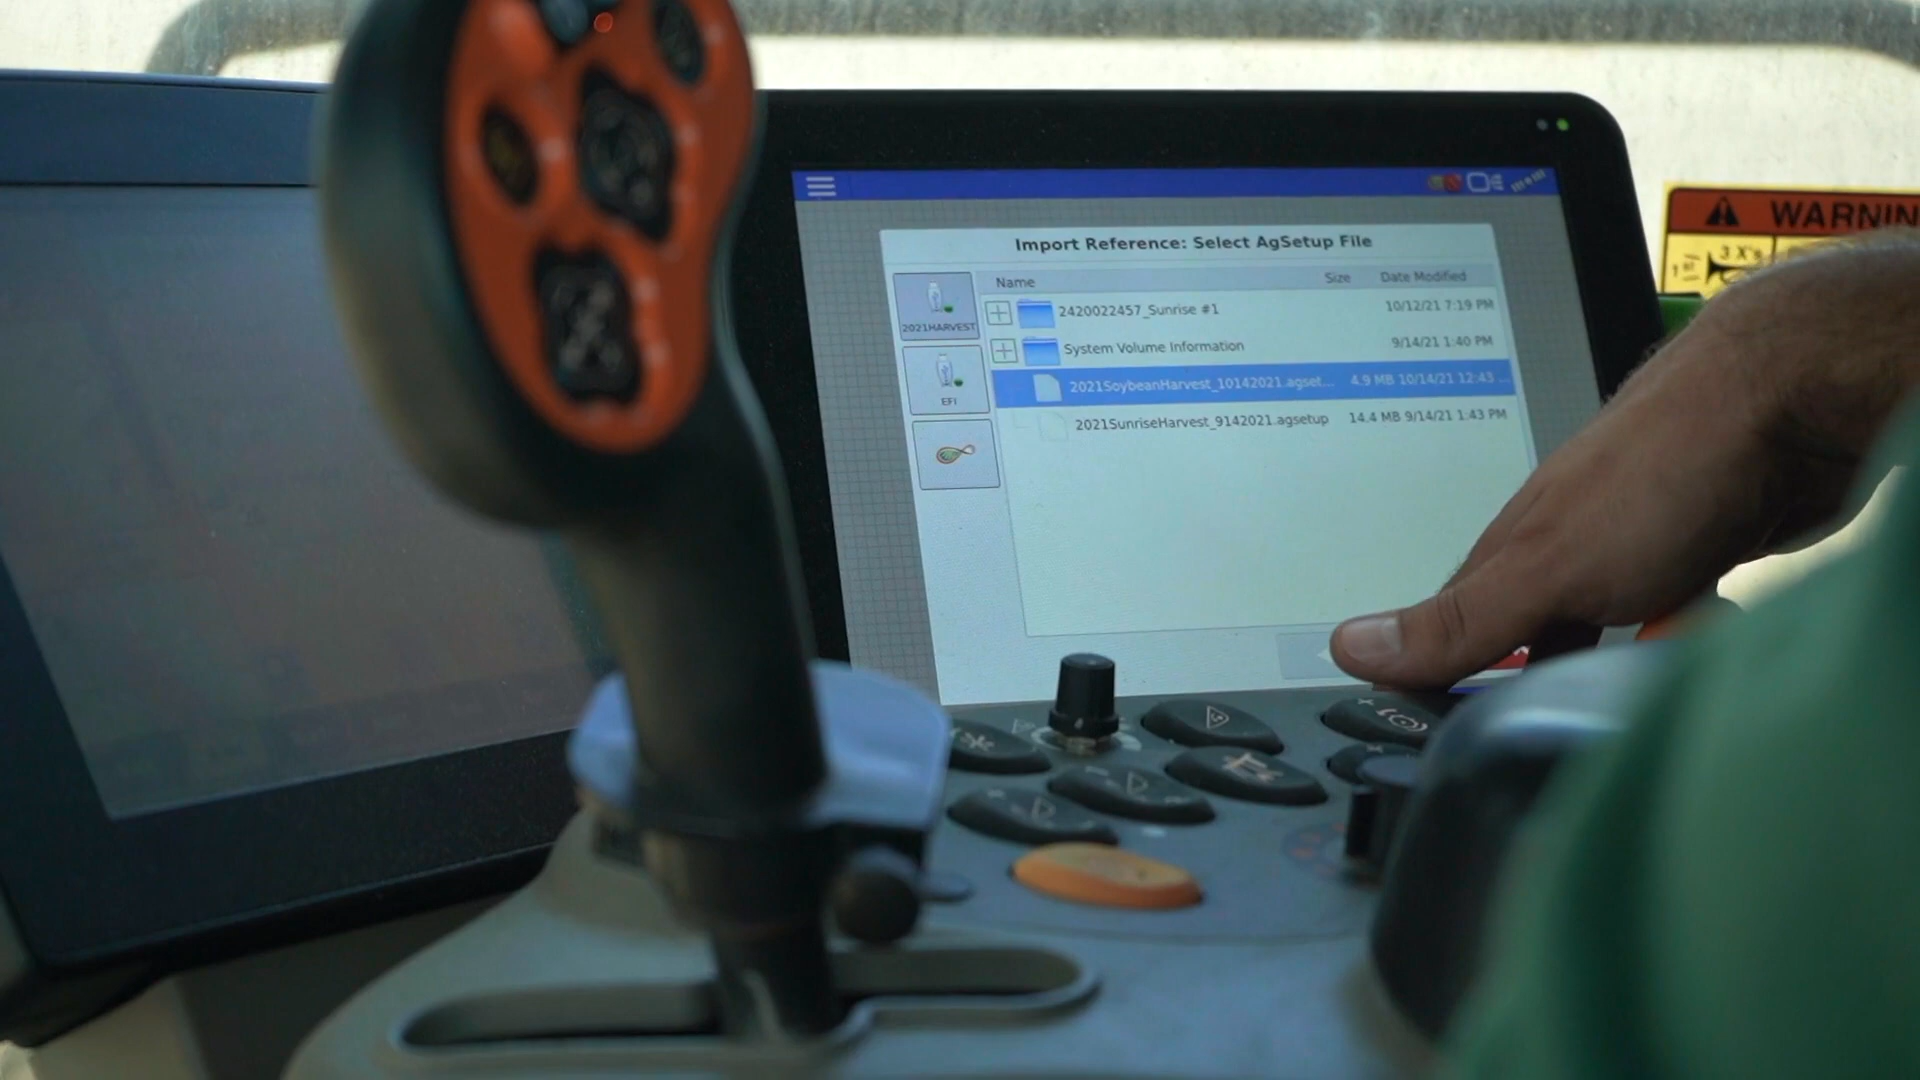 Import Reference: Select AgSetup File
Name Size Date Modified
2420022457_Sunrise #1 10/12/21 7:19 PM
System Volume Information 9/14/21 1:40 PM
2021SoybeanHarvest_10142021.agset... 4.9 MB 10/14/21 12:43 ...
2021SunriseHarvest_9142021.agsetup 14.4 MB 9/14/21 1:43 PM
2021HARVEST
EFI
WARNIN
1st 3 X's